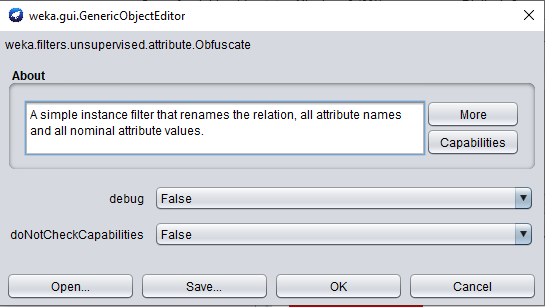 weka.gui.GenericObjectEditor
weka.filters.unsupervised.attribute.Obfuscate
About
A simple instance filter that renames the relation, all attribute names
and all nominal attribute values.
More
Capabilities
debug False
doNotCheckCapabilities False
Open... Save... OK Cancel